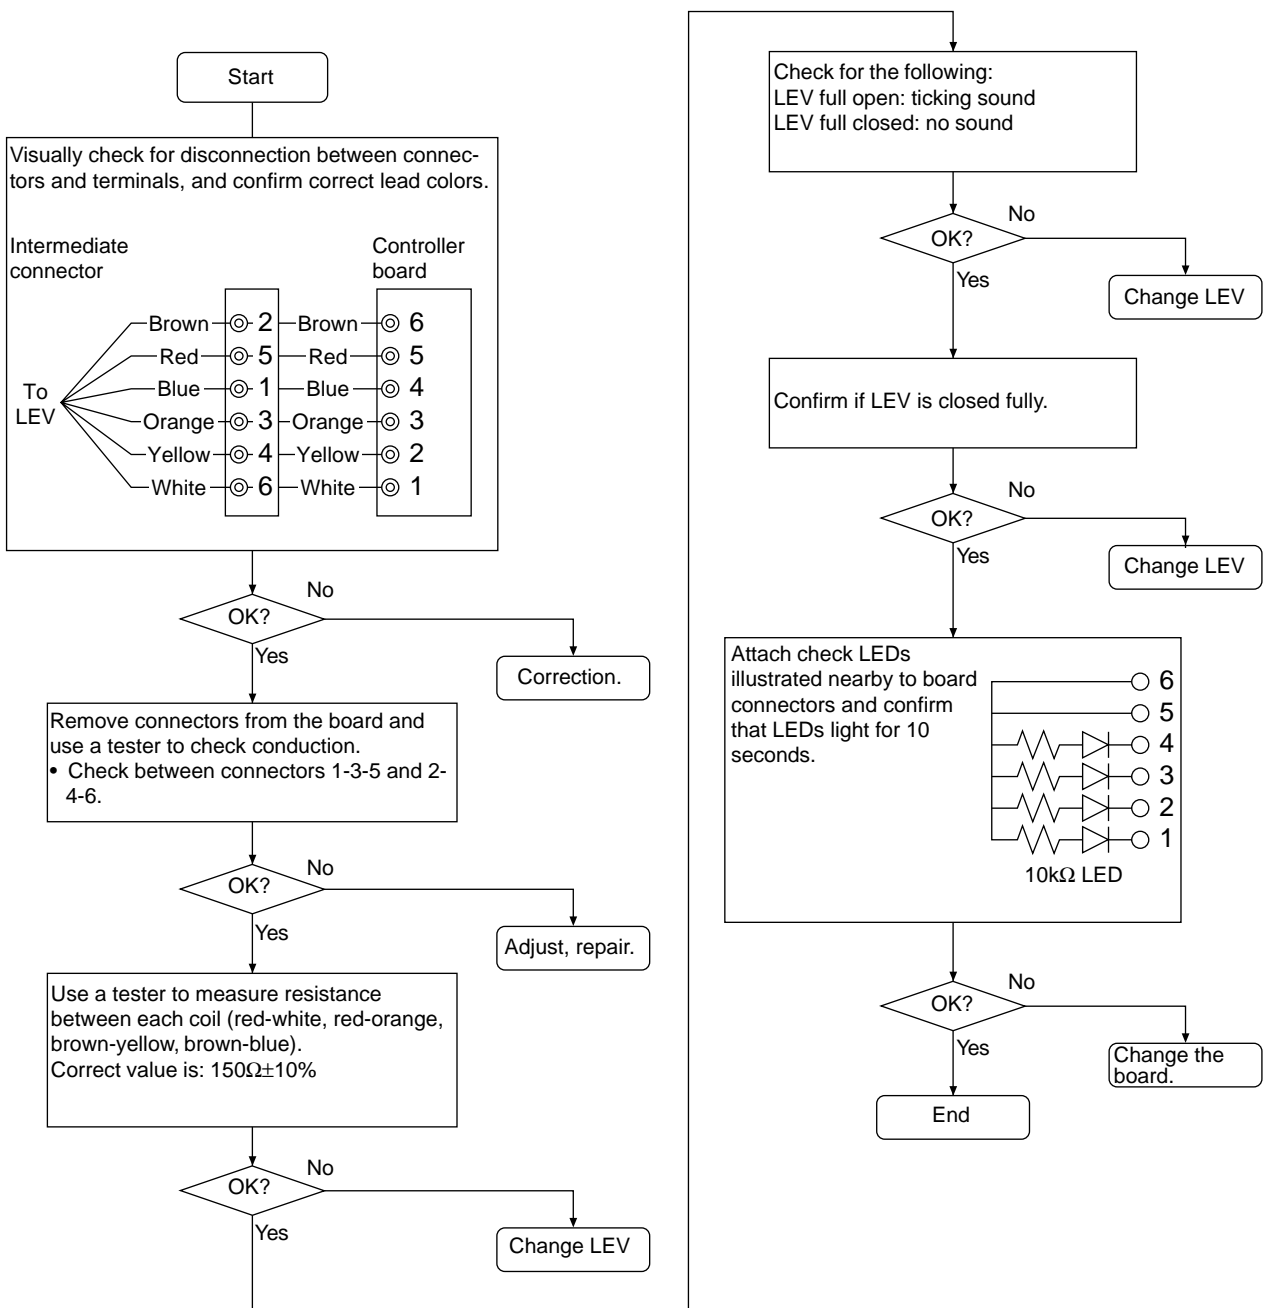 Start
Visually check for disconnection between connec-
tors and terminals, and confirm correct lead colors.
Intermediate
connector
Controller
board
To
LEV
Brown 2 Brown 6
Red 5 Red 5
Blue 1 Blue 4
Orange 3 Orange 3
Yellow 4 Yellow 2
White 6 White 1
OK?
No
Yes
Correction.
Remove connectors from the board and
use a tester to check conduction.
• Check between connectors 1-3-5 and 2-
4-6.
OK?
No
Yes
Adjust, repair.
Use a tester to measure resistance
between each coil (red-white, red-orange,
brown-yellow, brown-blue).
Correct value is: 150Ω±10%
OK?
No
Yes
Change LEV
Check for the following:
LEV full open: ticking sound
LEV full closed: no sound
OK?
No
Yes
Change LEV
Confirm if LEV is closed fully.
OK?
No
Yes
Change LEV
Attach check LEDs
illustrated nearby to board
connectors and confirm
that LEDs light for 10
seconds.
6
5
4
3
2
1
10kΩ LED
OK?
No
Yes
Change the
board.
End